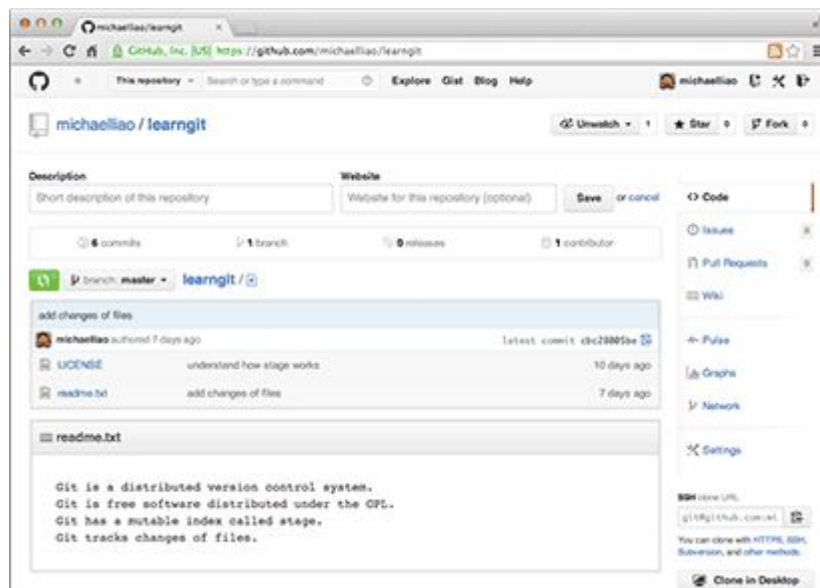 michaelliao/learngit
GitHub, Inc. [US] https://github.com/michaelliao/learngit
This repository Search or type a command Explore Gist Blog Help michaelliao
michaelliao / learngit Unwatch 1 Star 0 Fork 0
Description Website
Short description of this repository Website for this repository (optional) Save or cancel
6 commits 1 branch 0 releases 1 contributor
branch: master learngit /
add changes of files
michaelliao authored 7 days ago latest commit cbc20005be
LICENSE understand how stage works 10 days ago
readme.txt add changes of files 7 days ago
readme.txt
Git is a distributed version control system.
Git is free software distributed under the GPL.
Git has a mutable index called stage.
Git tracks changes of files.
Code
Issues 0
Pull Requests 0
Wiki
Pulse
Graphs
Network
Settings
SSH clone URL
git@github.com:mi
You can clone with HTTPS, SSH,
Subversion, and other methods.
Clone in Desktop